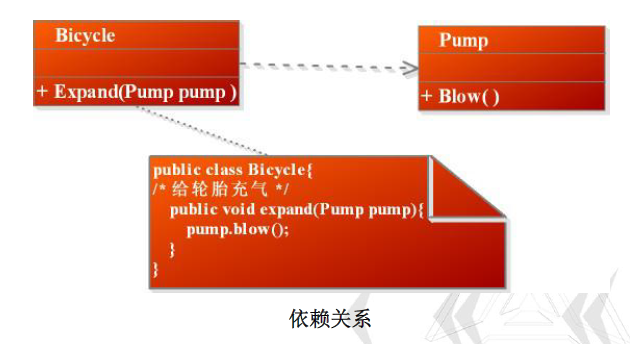 Bicycle
+ Expand(Pump pump )
Pump
+ Blow( )
public class Bicycle{
/* 给轮胎充气 */
public void expand(Pump pump){
pump.blow();
}
}
依赖关系